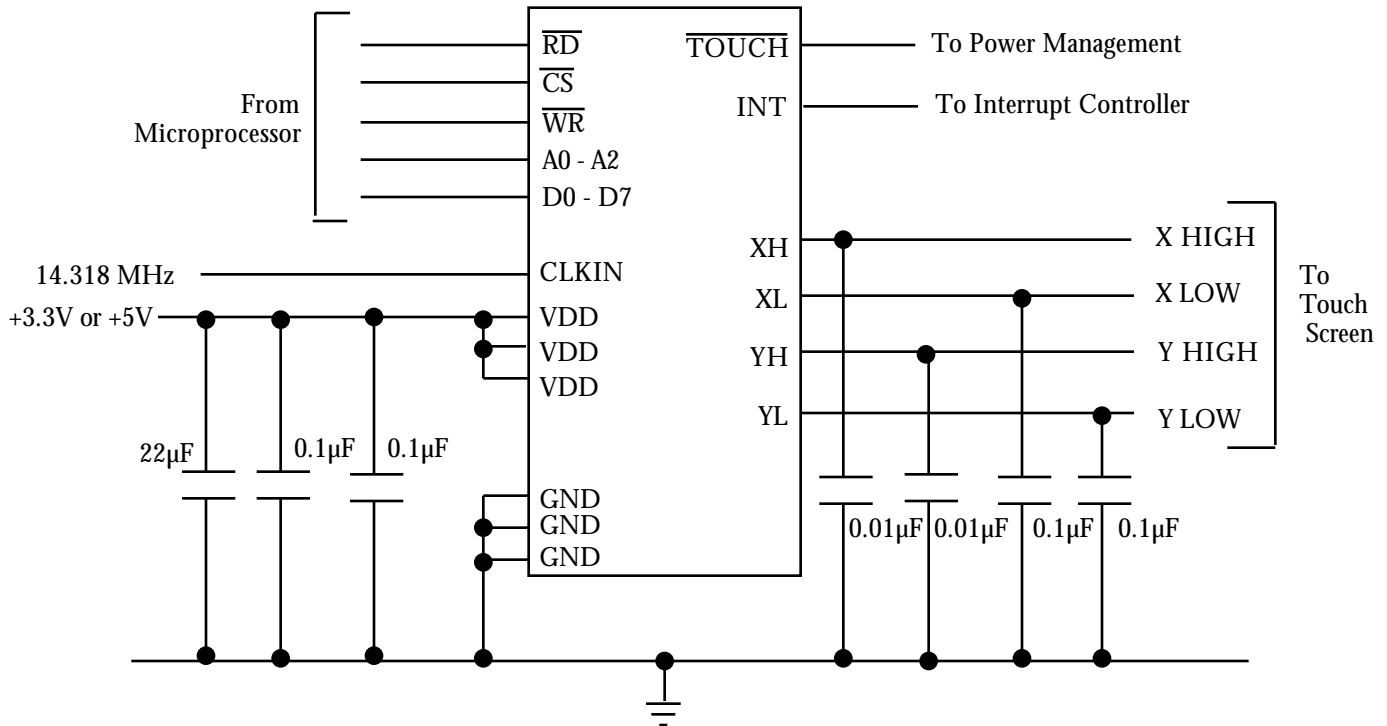 From
Microprocessor
RD
CS
WR
A0 - A2
D0 - D7
14.318 MHz
CLKIN
+3.3V or +5V
VDD
VDD
VDD
22µF
0.1µF
0.1µF
GND
GND
GND
TOUCH
To Power Management
INT
To Interrupt Controller
XH
X HIGH
XL
X LOW
YH
Y HIGH
YL
Y LOW
To
Touch
Screen
0.01µF
0.01µF
0.1µF
0.1µF